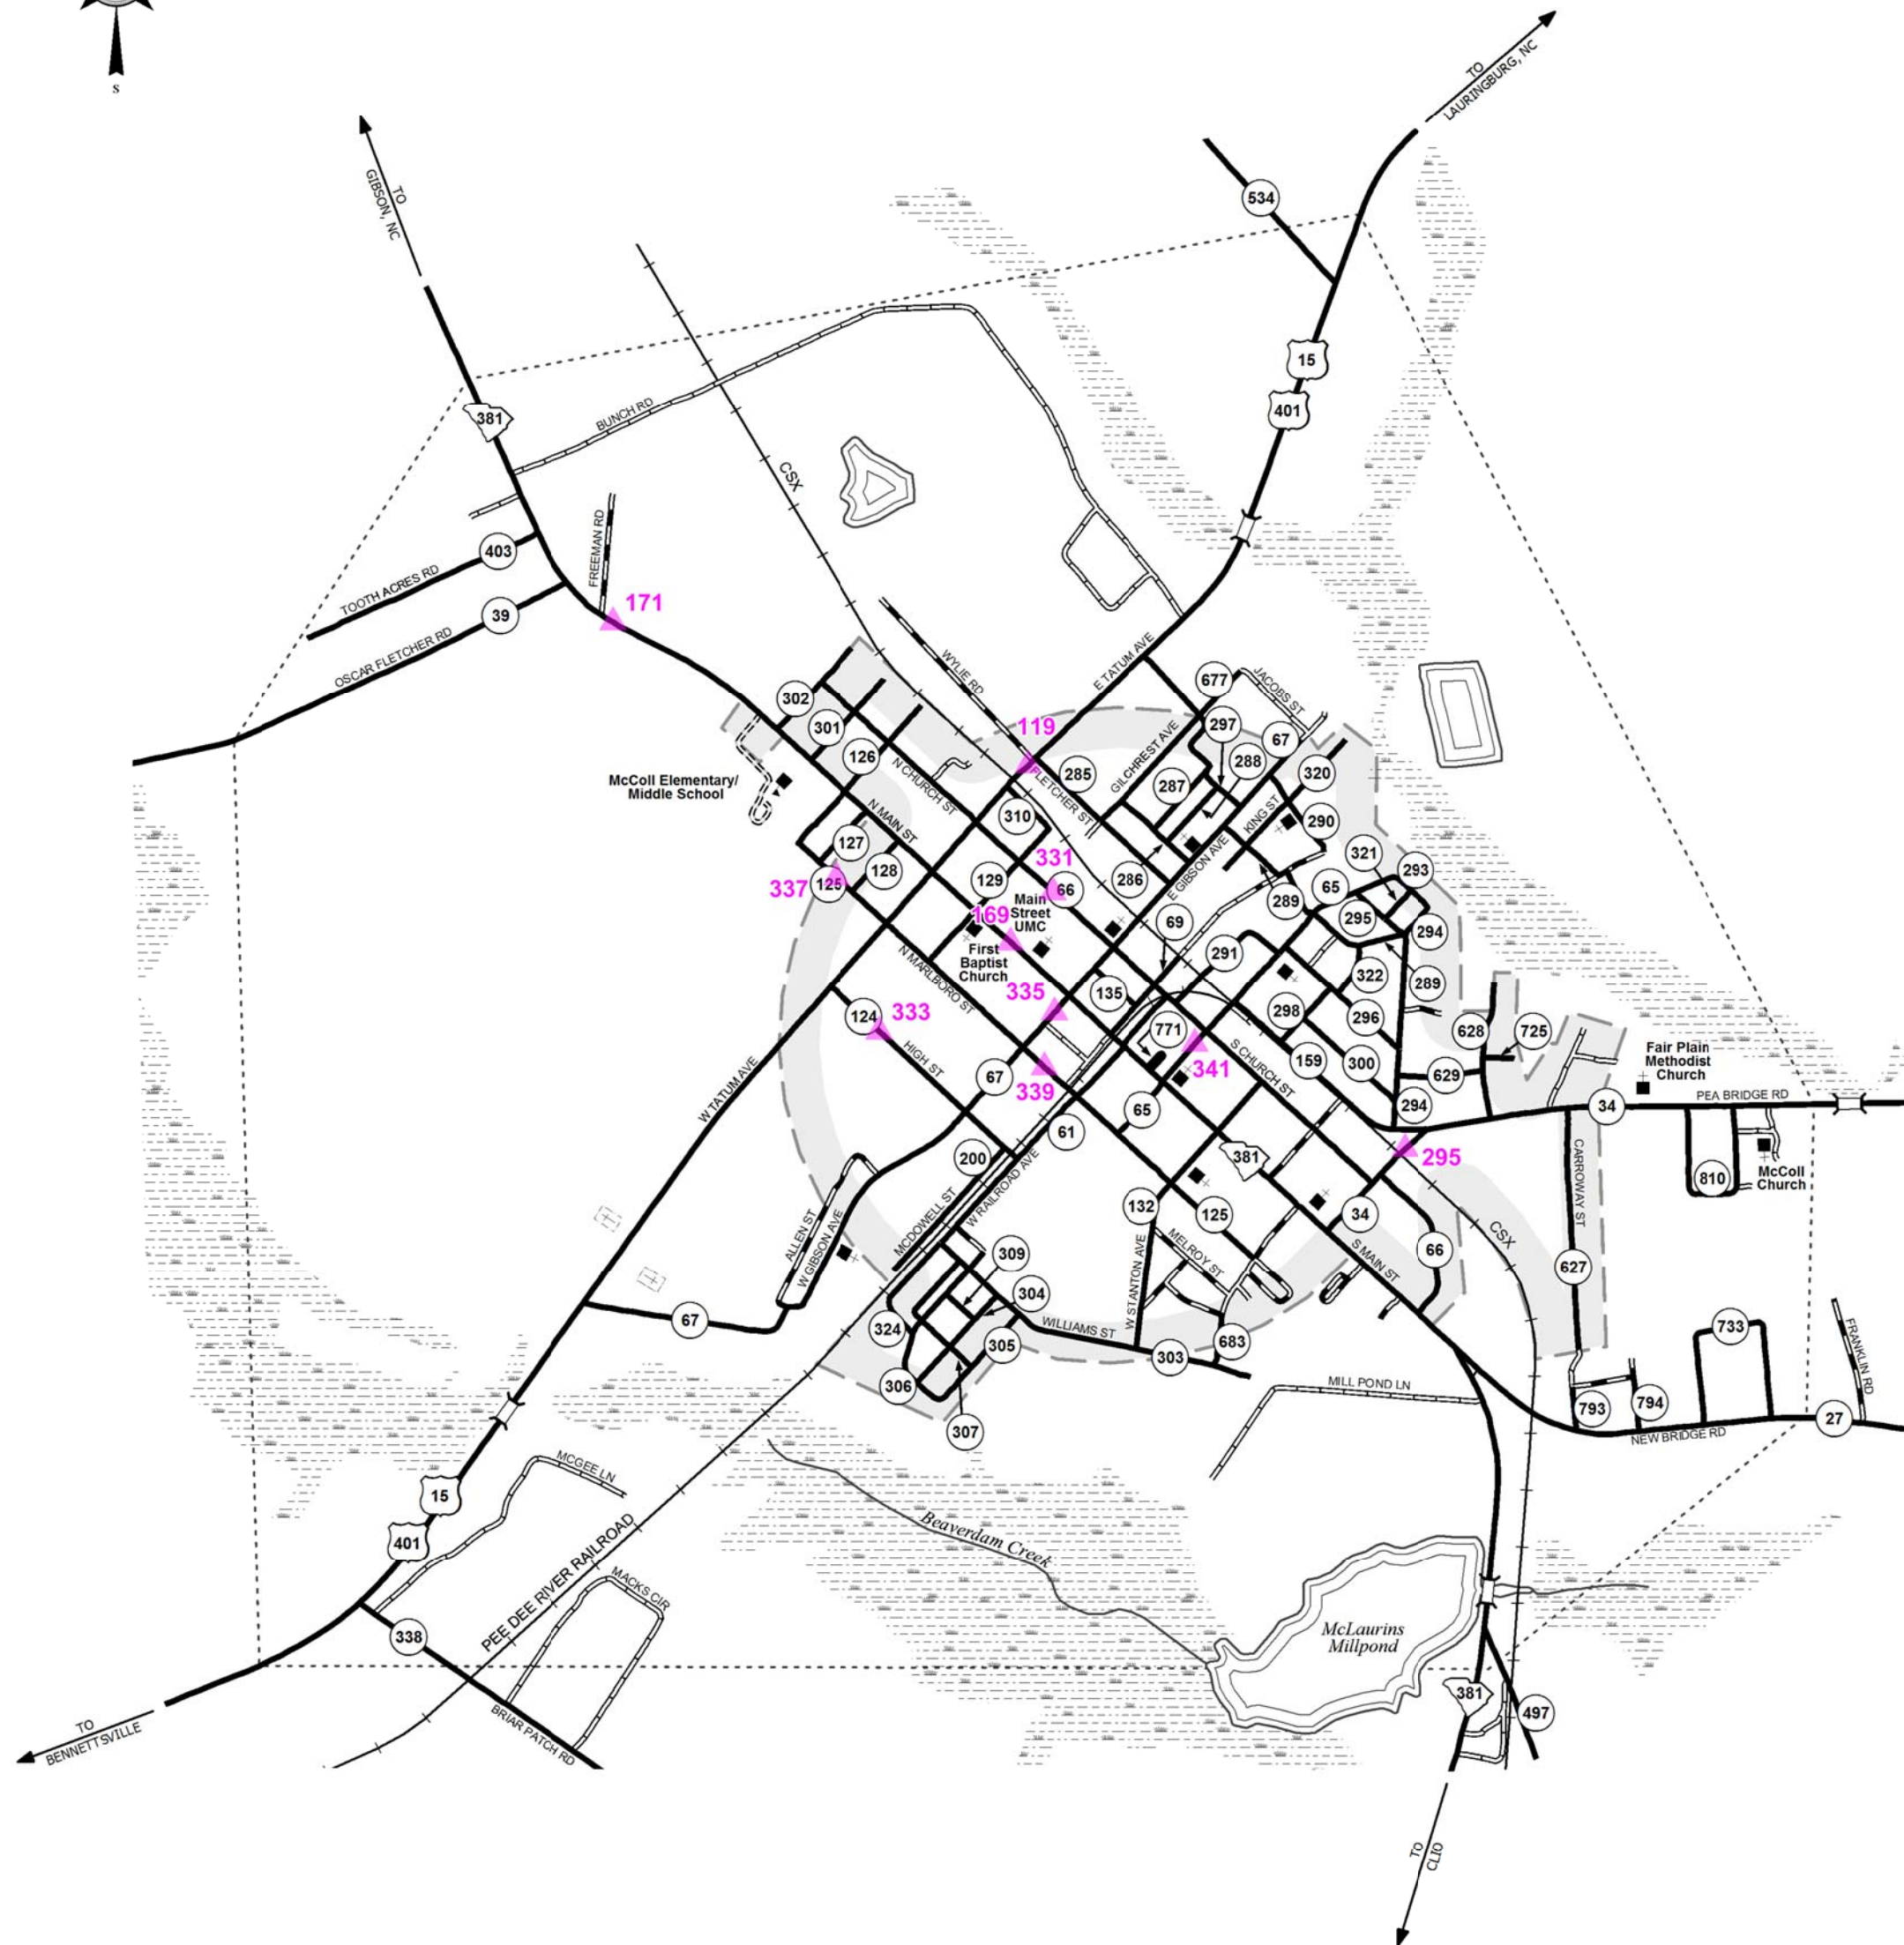 S
TO
LAURINGBURG, NC
TO
GIBSON, NC
534
15
401
381
BUNCH RD
CSX
403
FREEMAN RD
TOOTH ACRES RD
39
171
OSCAR FLETCHER RD
WYLIE RD
E TATUM AVE
677
JACOBS ST
302
301
119
297
67
126
285
GILCHREST AVE
288
320
McColl Elementary/
Middle School
N CHURCH ST
FLETCHER ST
287
N MAIN ST
310
KING ST
290
127
331
321
128
129
66
286
E GIBSON AVE
293
337
125
65
Main
Street
UMC
169
289
295
294
69
First
Baptist
Church
291
N MARLBORO ST
322
335
135
289
124
333
298
296
628
725
HIGH ST
771
S CHURCH ST
Fair Plain
Methodist
Church
341
159
300
67
339
629
W TATUM AVE
65
294
34
PEA BRIDGE RD
61
200
381
295
CARROWAY ST
810
McColl
Church
W RAILROAD AVE
MCDOWELL ST
132
125
34
ALLEN ST
W GIBSON AVE
309
MELROY ST
S MAIN ST
66
CSX
627
304
W STANTON AVE
67
324
WILLIAMS ST
305
303
683
733
FRANKLIN RD
306
MILL POND LN
307
793
794
27
NEW BRIDGE RD
MCGEE LN
15
401
Beaverdam Creek
PEE DEE RIVER RAILROAD
MACKS CIR
338
McLaurins
Millpond
381
497
BRIAR PATCH RD
TO
BENNETTSVILLE
TO
CLIO